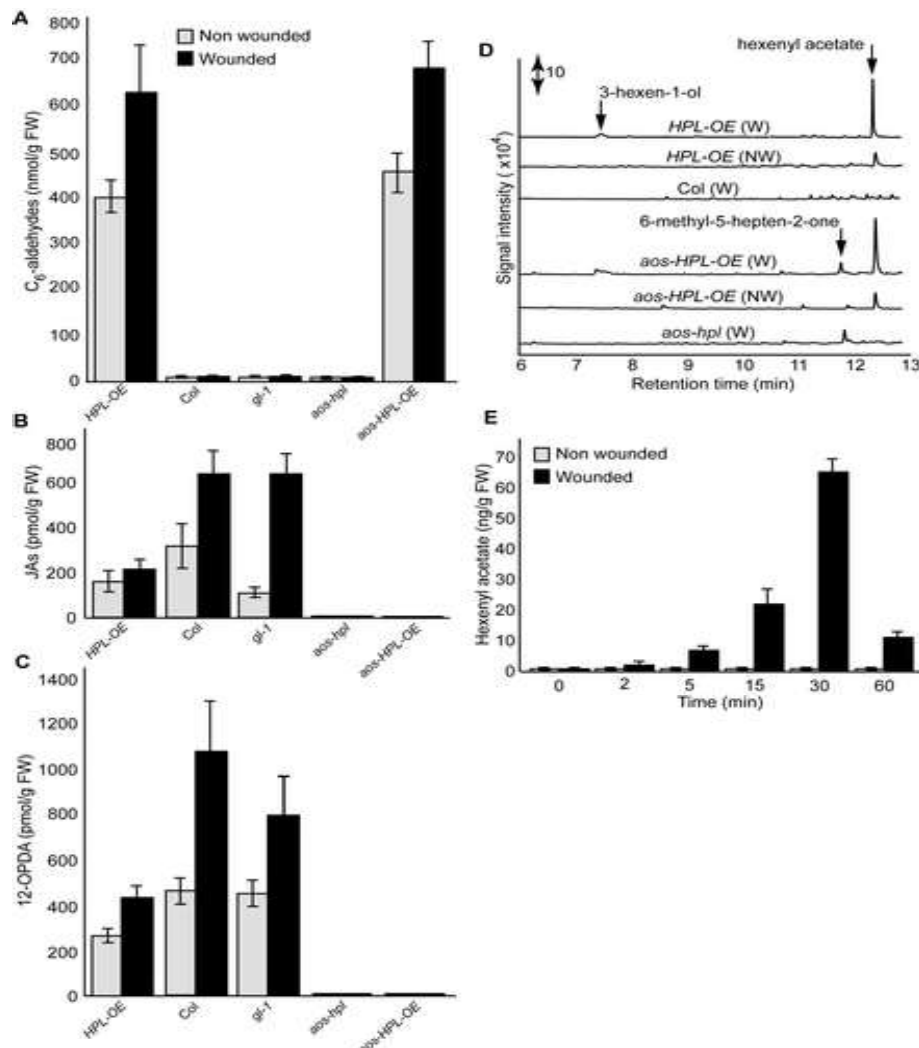 A
800
700
600
500
400
300
200
100
0
C6-aldehydes (nmol/g FW)
Non wounded
Wounded
HPL-OE
Col
gl-1
aos-hpl
aos-HPL-OE
B
800
600
400
200
0
JAs (pmol/g FW)
HPL-OE
Col
gl-1
aos-hpl
aos-HPL-OE
C
1400
1200
1000
800
600
400
200
0
12-OPDA (pmol/g FW)
HPL-OE
Col
gl-1
aos-hpl
aos-HPL-OE
D
10
hexenyl acetate
3-hexen-1-ol
HPL-OE (W)
HPL-OE (NW)
Col (W)
6-methyl-5-hepten-2-one
aos-HPL-OE (W)
aos-HPL-OE (NW)
aos-hpl (W)
Signal intensity ( x10⁴)
6 7 8 9 10 11 12 13
Retention time (min)
E
Non wounded
Wounded
70
60
50
40
30
20
10
0
Hexenyl acetate (ng/g FW)
0 2 5 15 30 60
Time (min)